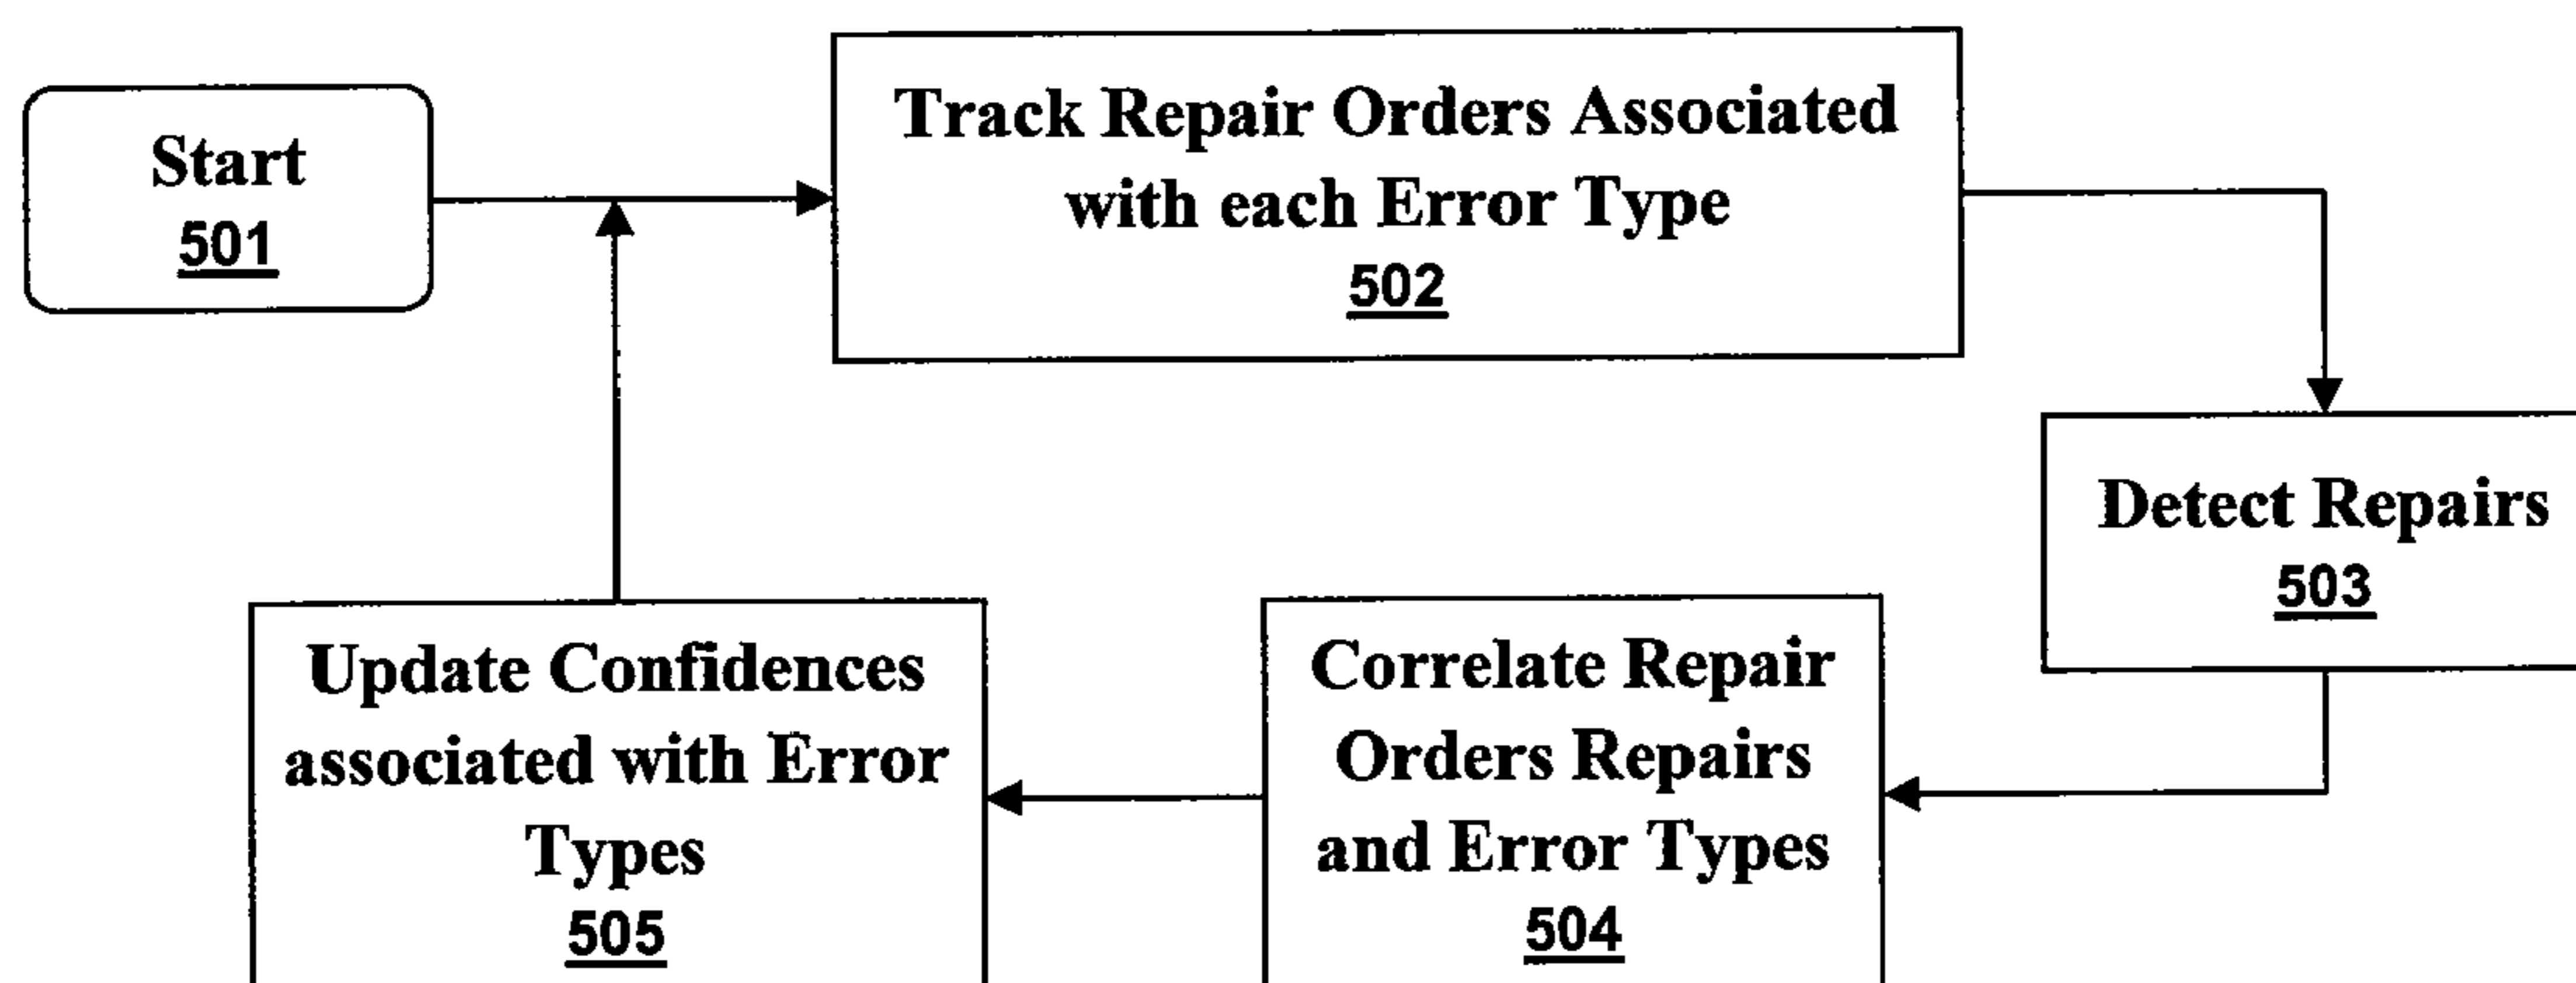 Start
501
Track Repair Orders Associated
with each Error Type
502
Detect Repairs
503
Correlate Repair
Orders Repairs
and Error Types
504
Update Confidences
associated with Error
Types
505